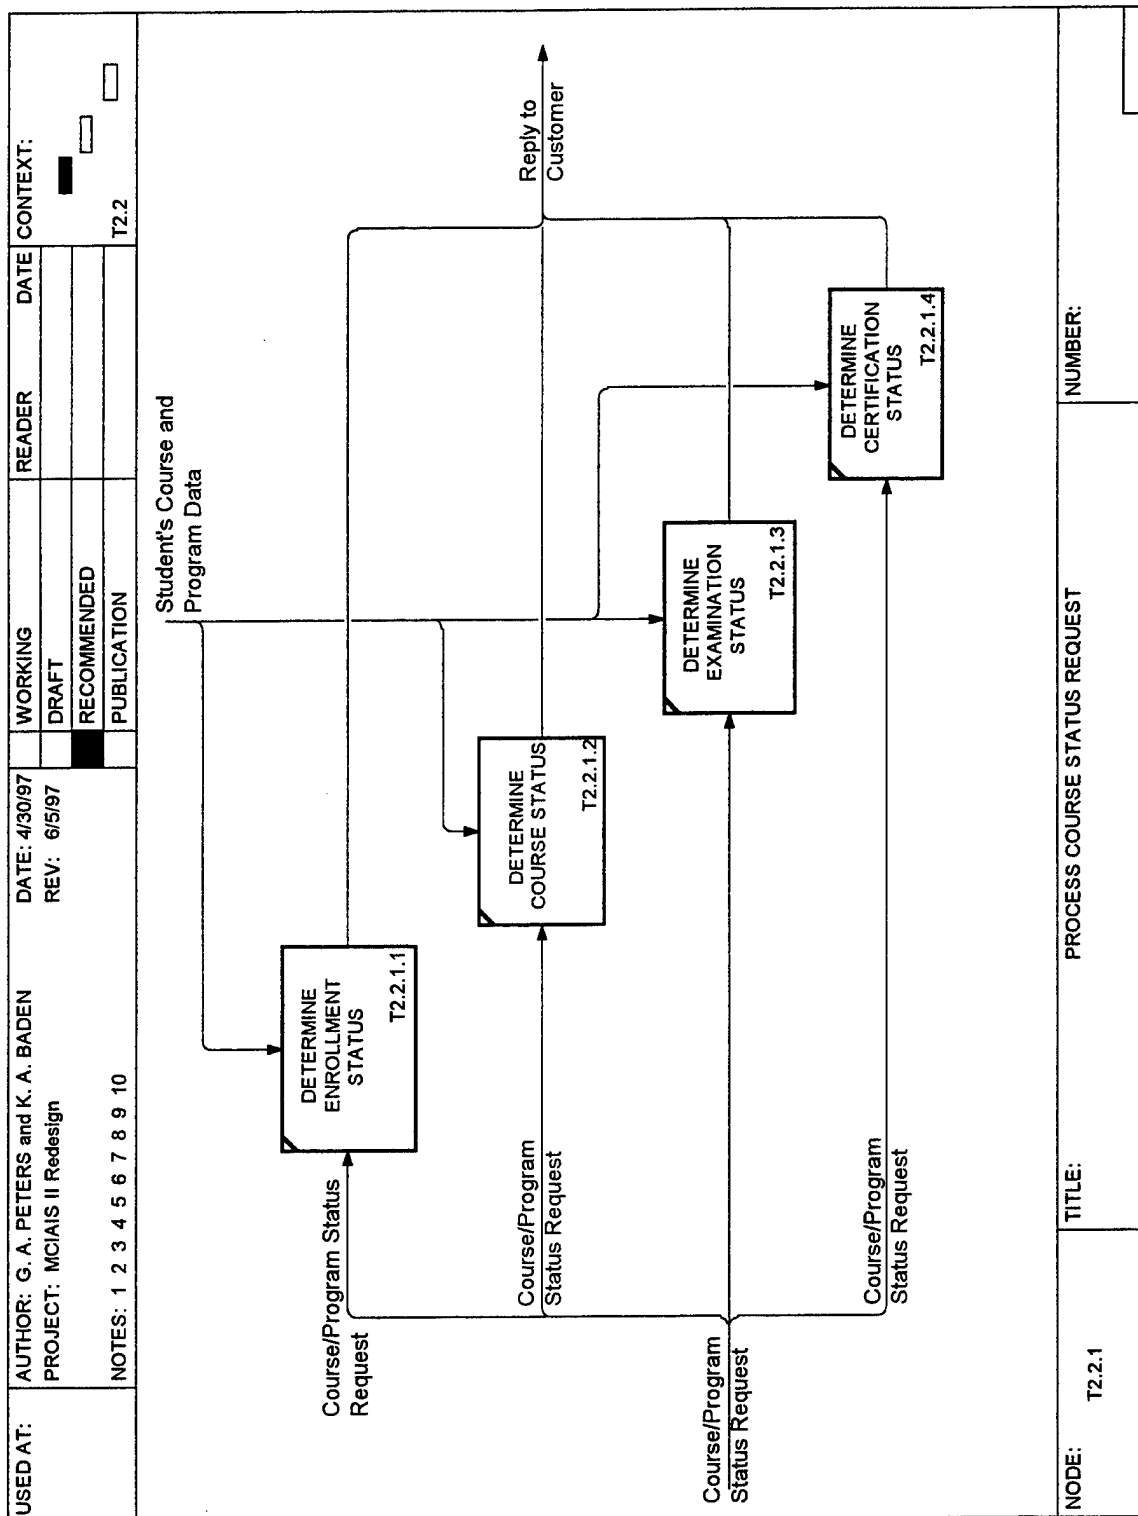 USED AT:
AUTHOR: G. A. PETERS and K. A. BADEN
PROJECT: MCIAIS II Redesign
NOTES: 1 2 3 4 5 6 7 8 9 10
DATE: 4/30/97
REV: 6/5/97
WORKING
DRAFT
RECOMMENDED
PUBLICATION
READER
DATE
CONTEXT:
T2.2
Student's Course and
Program Data
Course/Program Status
Request
DETERMINE
ENROLLMENT
STATUS
T2.2.1.1
Reply to
Customer
Course/Program
Status Request
DETERMINE
COURSE STATUS
T2.2.1.2
Course/Program
Status Request
DETERMINE
EXAMINATION
STATUS
T2.2.1.3
Course/Program
Status Request
DETERMINE
CERTIFICATION
STATUS
T2.2.1.4
NODE:
T2.2.1
TITLE:
PROCESS COURSE STATUS REQUEST
NUMBER: